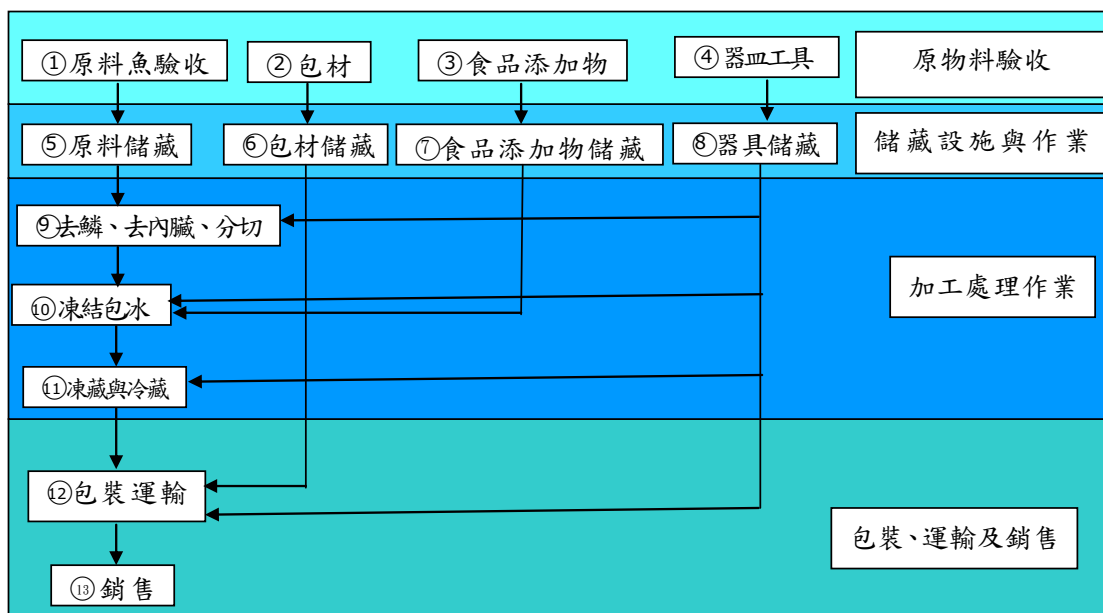 ①原料魚驗收
②包材
③食品添加物
④器皿工具
原物料驗收
⑤原料儲藏
⑥包材儲藏
⑦食品添加物儲藏
⑧器具儲藏
儲藏設施與作業
⑨去鱗、去內臟、分切
加工處理作業
⑩凍結包冰
⑪凍藏與冷藏
⑫包裝運輸
包裝、運輸及銷售
⑬銷售